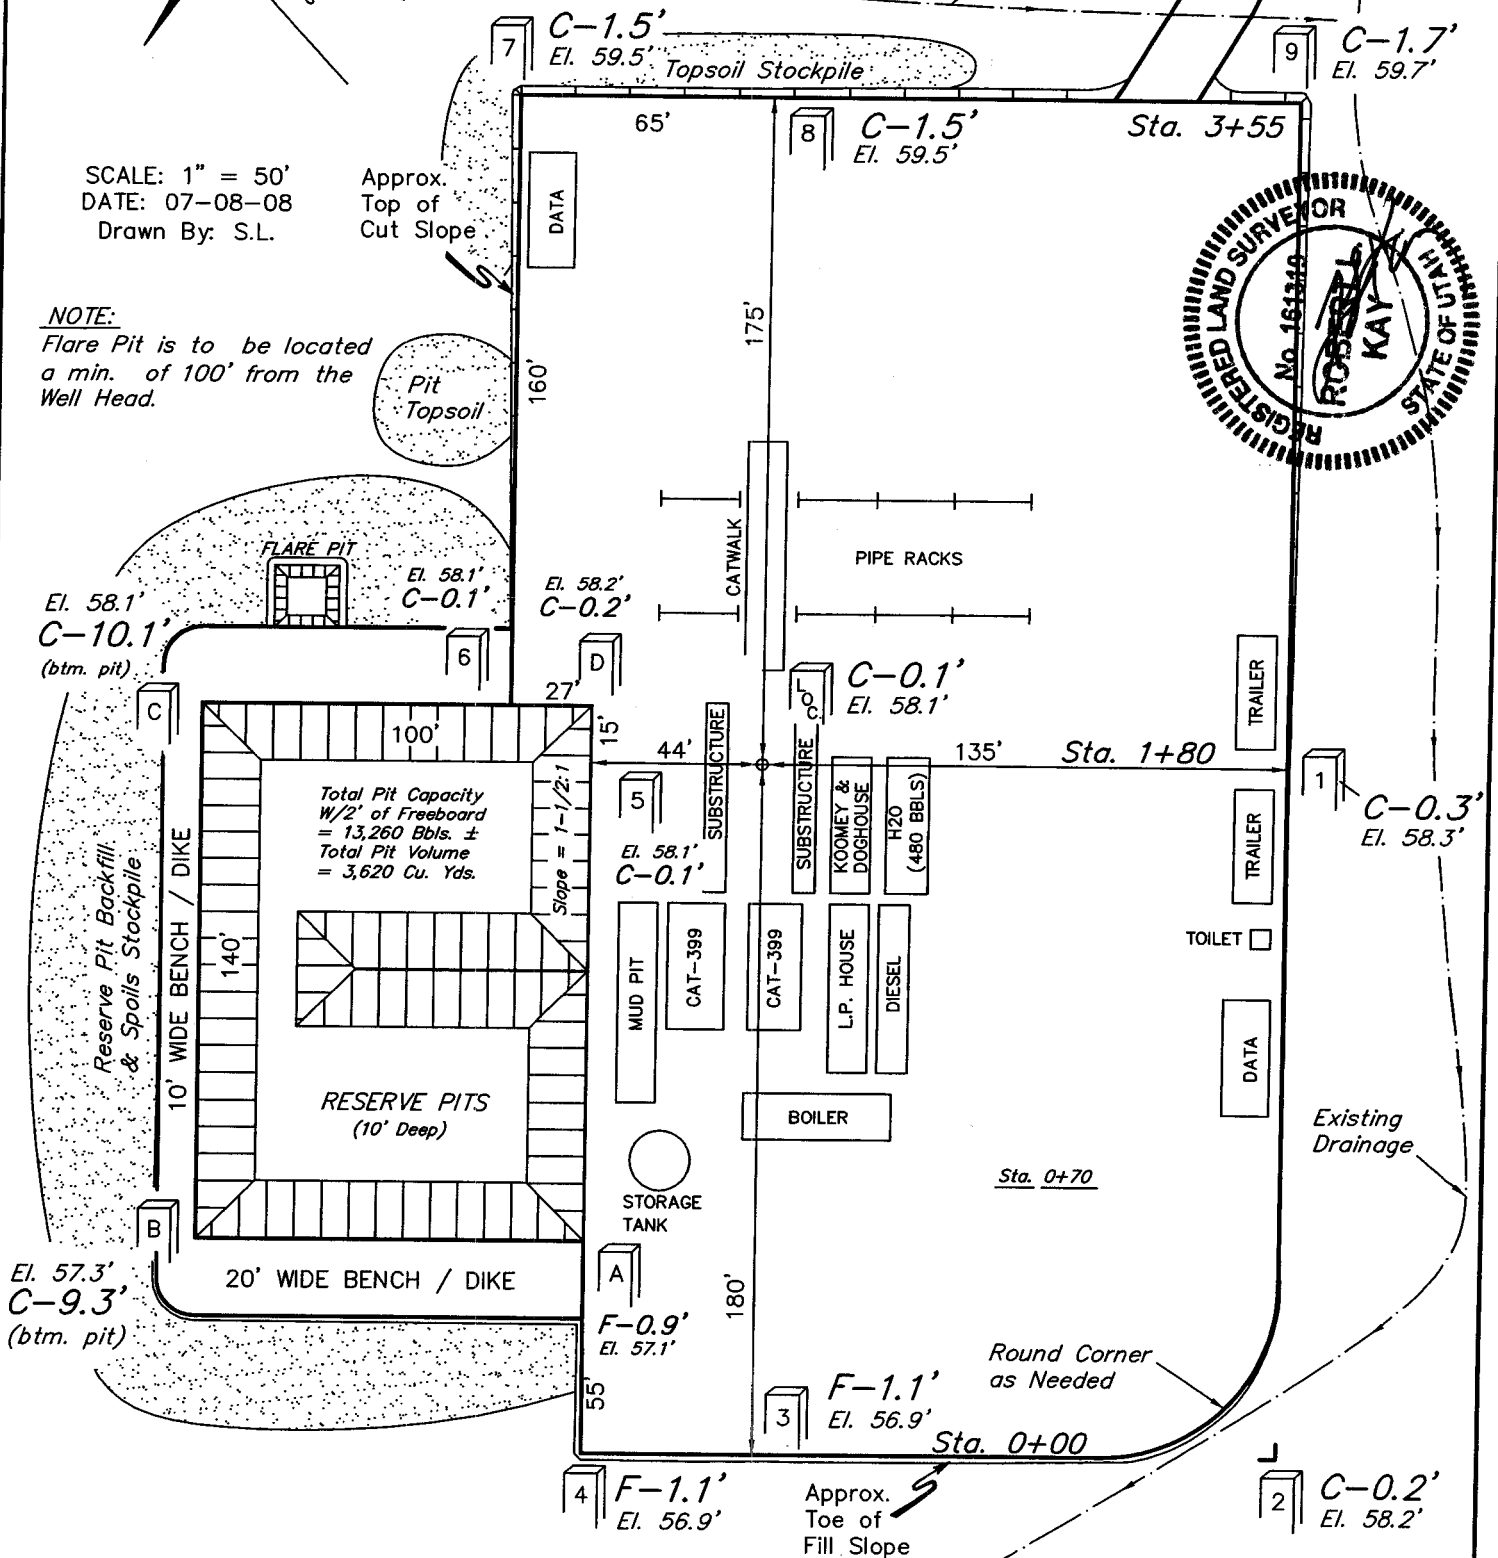 7
C-1.5'
El. 59.5'
Topsoil Stockpile
9
C-1.7'
El. 59.7'
65'
8
C-1.5'
El. 59.5'
Sta. 3+55
SCALE: 1" = 50'
DATE: 07-08-08
Drawn By: S.L.
Approx.
Top of
Cut Slope
DATA
REGISTERED LAND SURVEYOR
No. 161319
ROBERT L.
KAY
STATE OF UTAH
175'
NOTE:
Flare Pit is to be located
a min. of 100' from the
Well Head.
160'
Pit
Topsoil
CATWALK
PIPE RACKS
FLARE PIT
El. 58.1'
C-0.1'
El. 58.2'
C-0.2'
El. 58.1'
C-10.1'
(btm. pit)
6
D
C
27'
15'
LOC.
C-0.1'
El. 58.1'
TRAILER
100'
44'
135'
Sta. 1+80
1
C-0.3'
El. 58.3'
SUBSTRUCTURE
SUBSTRUCTURE
KOOMEY &
DOGHOUSE
H2O
(480 BBLS)
TRAILER
5
El. 58.1'
C-0.1'
Total Pit Capacity
W/2' of Freeboard
= 13,260 Bbls. ±
Total Pit Volume
= 3,620 Cu. Yds.
Slope = 1-1/2:1
Reserve Pit Backfill
& Spoils Stockpile
10' WIDE BENCH / DIKE
140'
MUD PIT
CAT-399
CAT-399
L.P. HOUSE
DIESEL
TOILET
DATA
RESERVE PITS
(10' Deep)
BOILER
Existing
Drainage
STORAGE
TANK
Sta. 0+70
B
El. 57.3'
C-9.3'
(btm. pit)
20' WIDE BENCH / DIKE
A
F-0.9'
El. 57.1'
180'
55'
Round Corner
as Needed
3
F-1.1'
El. 56.9'
Sta. 0+00
4
F-1.1'
El. 56.9'
Approx.
Toe of
Fill Slope
2
C-0.2'
El. 58.2'